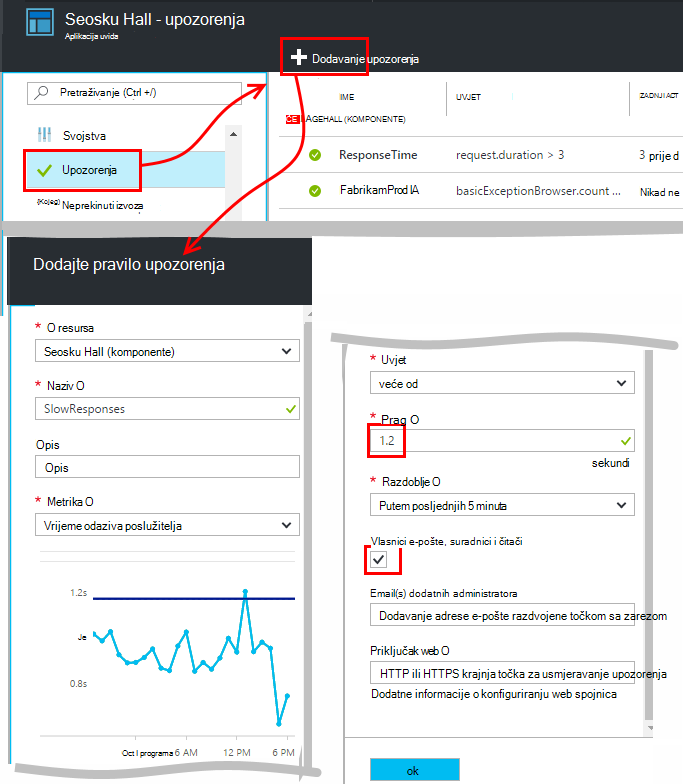 Seosku Hall - upozorenja
Aplikacija uvida
Dodavanje upozorenja
Pretraživanje (Ctrl +/)
Svojstva
Upozorenja
(Kojeg) Neprekinuti izvoza
IME UVJET ZADNJI ACT
ČE NAGEHALL (KOMPONENTE)
ResponseTime request.duration > 3 3 prije d
FabrikamProd IA basicExceptionBrowser.count ... Nikad ne
Dodajte pravilo upozorenja
* O resursa
Seosku Hall (komponente)
* Naziv O
SlowResponses
Opis
Opis
* Metrika O
Vrijeme odaziva poslužitelja
1.2s
Je
0.8s
Oct I programa 6 AM 12 PM 6 PM
* Uvjet
veće od
* Prag O
1.2
sekundi
* Razdoblje O
Putem posljednjih 5 minuta
Vlasnici e-pošte, suradnici i čitači
Email(s) dodatnih administratora
Dodavanje adrese e-pošte razdvojene točkom sa zarezom
Priključak web O
HTTP ili HTTPS krajnja točka za usmjeravanje upozorenja
Dodatne informacije o konfiguriranju web spojnica
ok